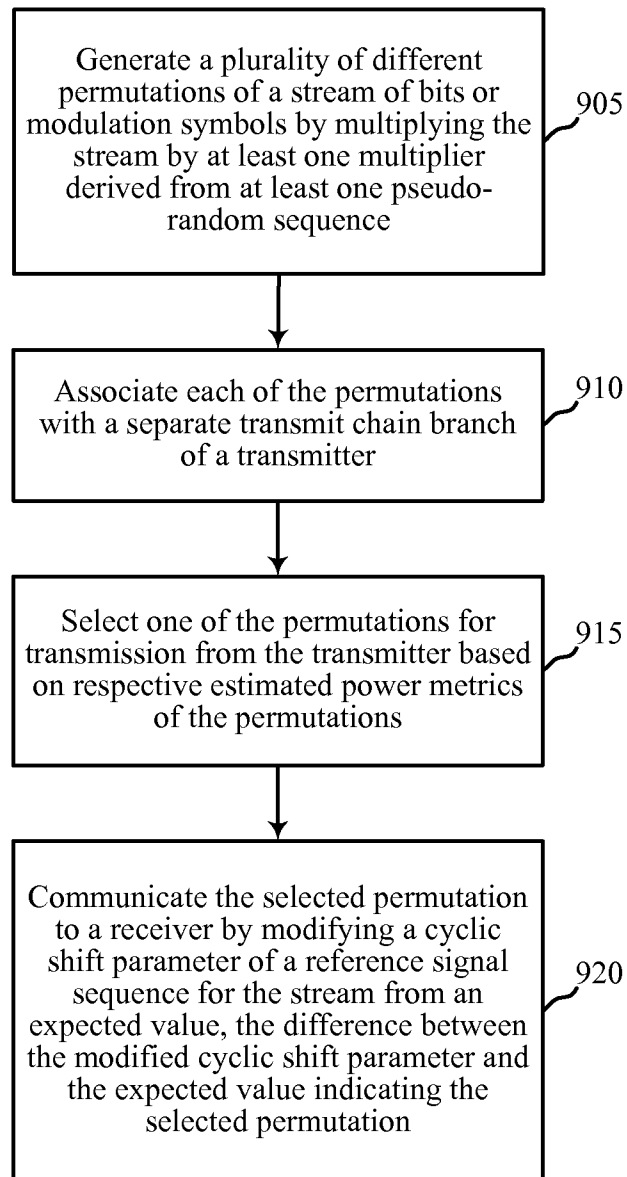 Generate a plurality of different
permutations of a stream of bits or
modulation symbols by multiplying the
stream by at least one multiplier
derived from at least one pseudo-
random sequence
905
Associate each of the permutations
with a separate transmit chain branch
of a transmitter
910
Select one of the permutations for
transmission from the transmitter based
on respective estimated power metrics
of the permutations
915
Communicate the selected permutation
to a receiver by modifying a cyclic
shift parameter of a reference signal
sequence for the stream from an
expected value, the difference between
the modified cyclic shift parameter and
the expected value indicating the
selected permutation
920